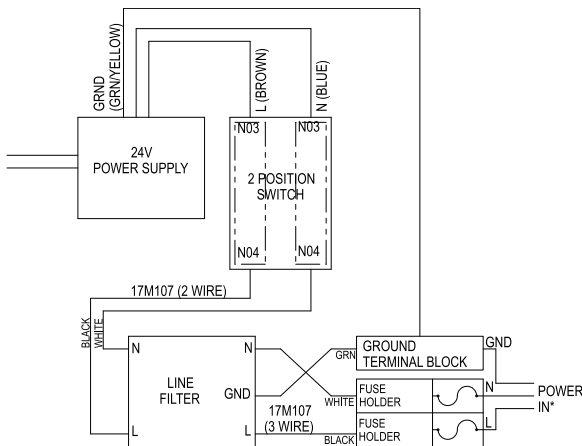 GRND
(GRN/YELLOW)
L (BROWN)
N (BLUE)
24V
POWER SUPPLY
N03
N03
2 POSITION
SWITCH
N04
N04
17M107 (2 WIRE)
BLACK
WHITE
N
N
LINE
FILTER
GND
L
L
17M107
(3 WIRE)
GRN
WHITE
BLACK
GROUND
TERMINAL BLOCK
GND
FUSE
HOLDER
N
FUSE
HOLDER
L
POWER
IN*